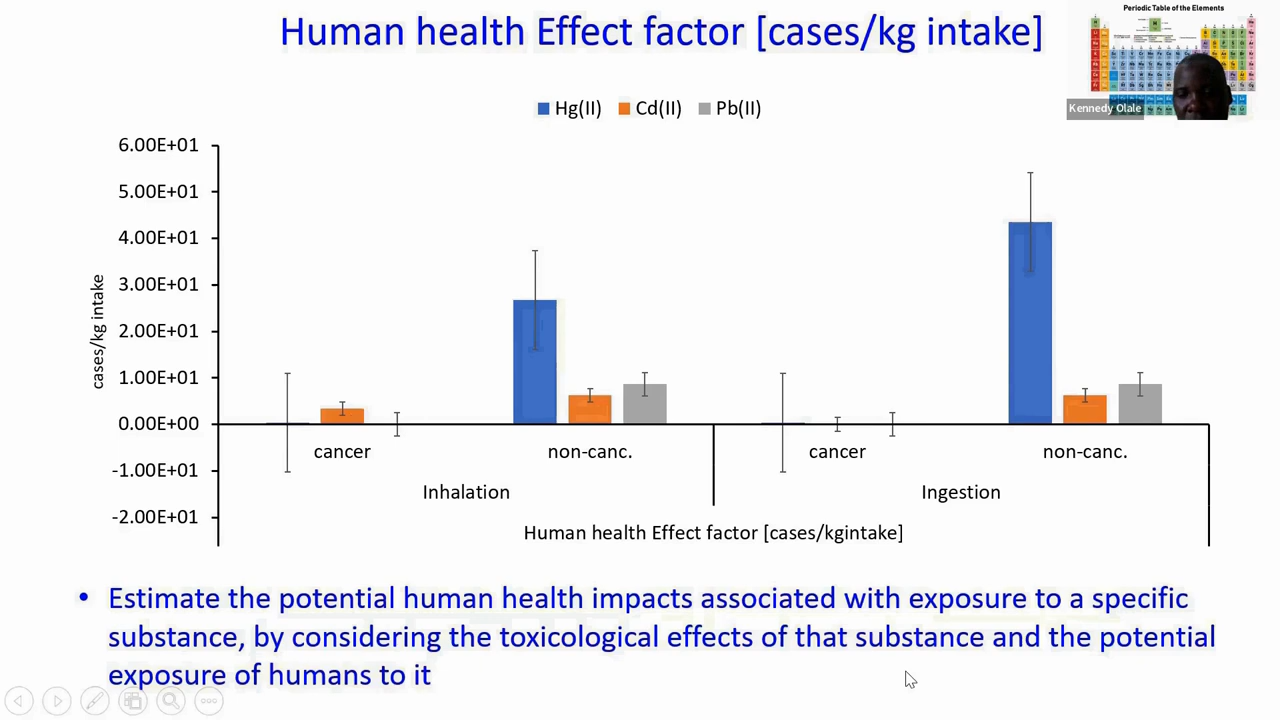 Human health Effect factor [cases/kg intake]
Periodic Table of the Elements
Kennedy Olale
Hg(II) Cd(II) Pb(II)
6.00E+01
5.00E+01
4.00E+01
3.00E+01
2.00E+01
1.00E+01
0.00E+00
-1.00E+01
-2.00E+01
cases/kg intake
cancer non-canc. cancer non-canc.
Inhalation Ingestion
Human health Effect factor [cases/kgintake]
• Estimate the potential human health impacts associated with exposure to a specific
substance, by considering the toxicological effects of that substance and the potential
exposure of humans to it